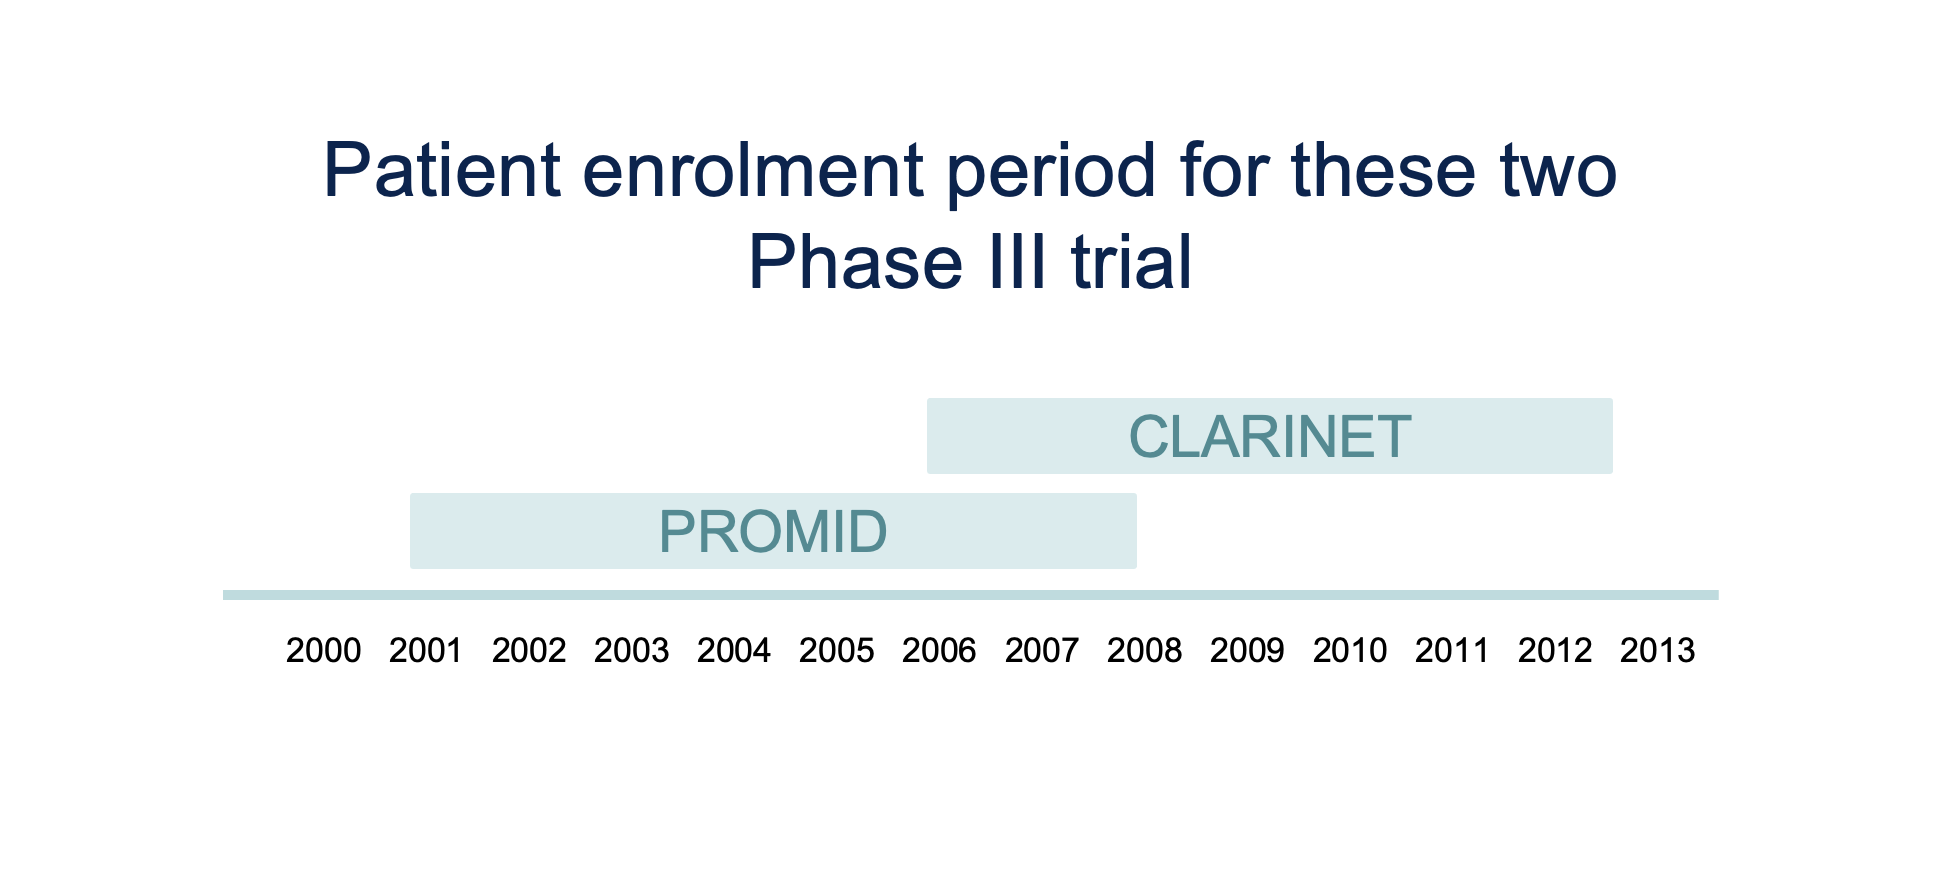 Patient enrolment period for these two
Phase III trial
CLARINET
PROMID
2000 2001 2002 2003 2004 2005 2006 2007 2008 2009 2010 2011 2012 2013